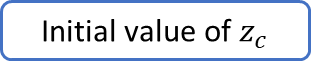 Initial value of z_c